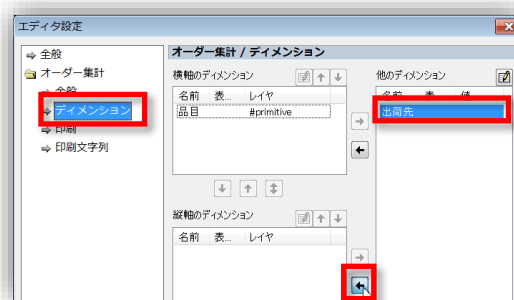 エディタ設定
全般
オーダー集計
全般
ディメンション
印刷
印刷文字列
オーダー集計 / ディメンション
横軸のディメンション
名前 表... レイヤ
品目 #primitive
縦軸のディメンション
名前 表... レイヤ
他のディメンション
名前 表 値
出荷先